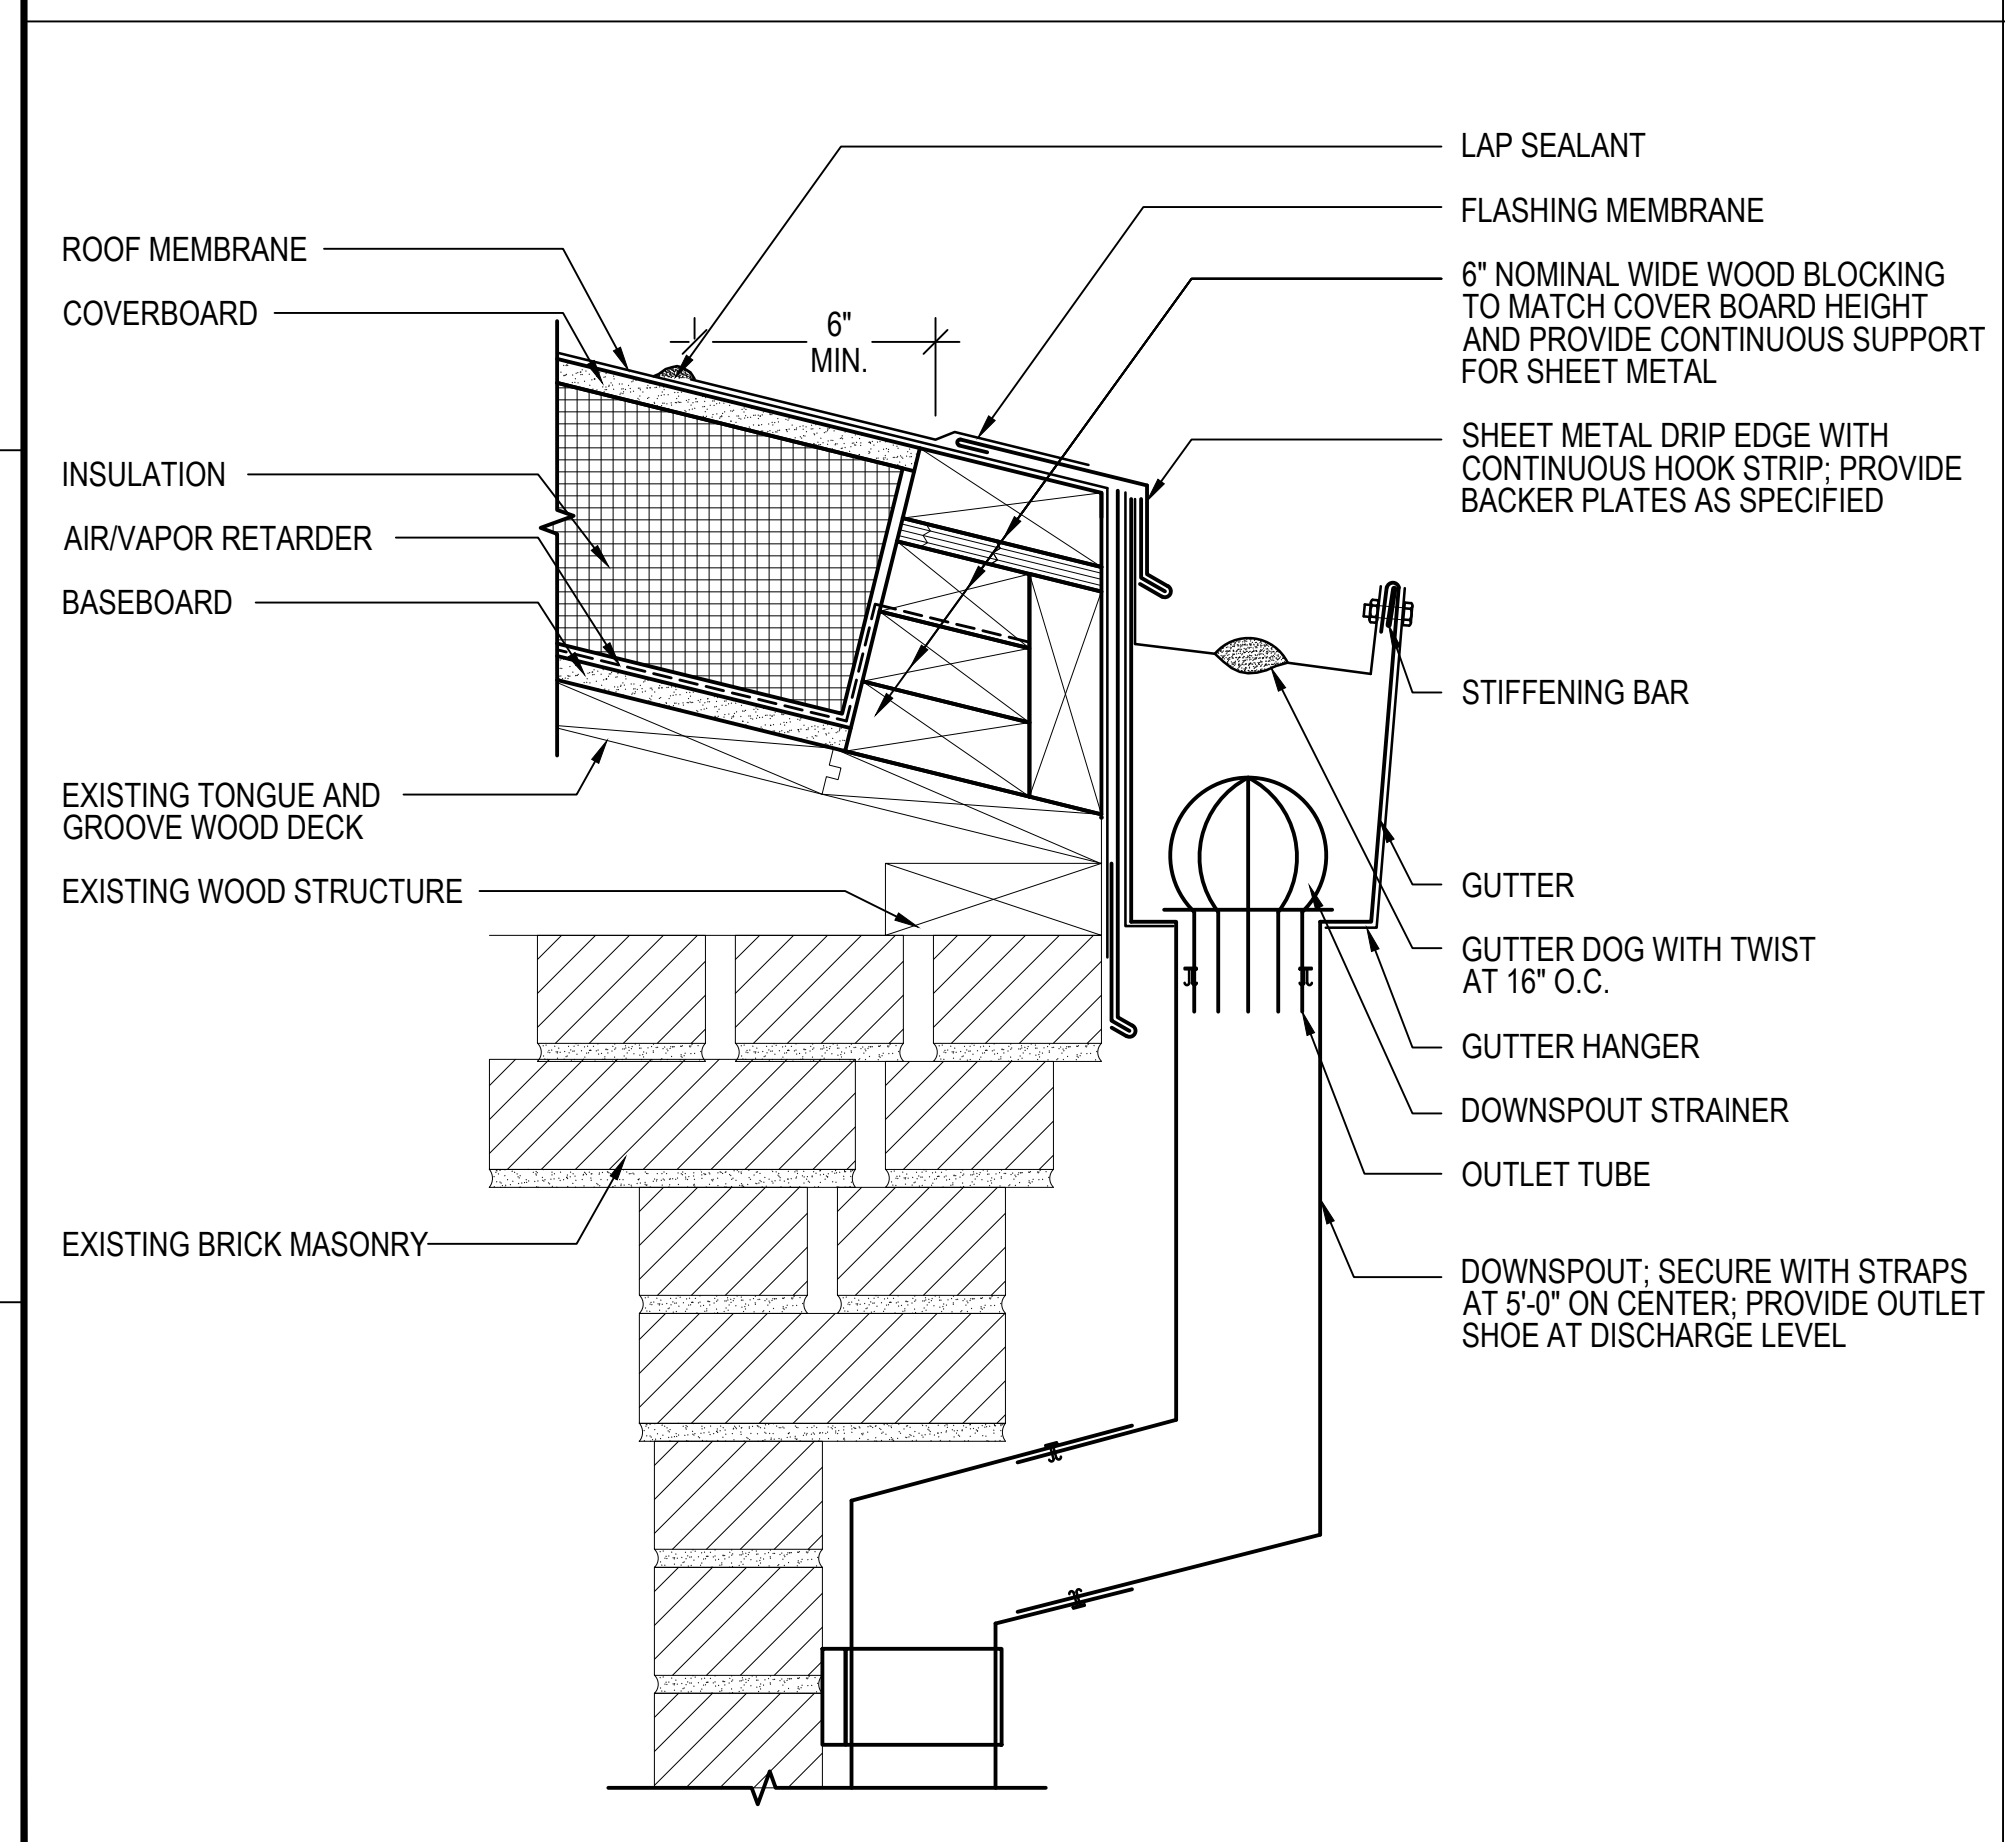 ROOF MEMBRANE
COVERBOARD
INSULATION
AIR/VAPOR RETARDER
BASEBOARD
EXISTING TONGUE AND
GROOVE WOOD DECK
EXISTING WOOD STRUCTURE
EXISTING BRICK MASONRY
6"
MIN.
LAP SEALANT
FLASHING MEMBRANE
6" NOMINAL WIDE WOOD BLOCKING
TO MATCH COVER BOARD HEIGHT
AND PROVIDE CONTINUOUS SUPPORT
FOR SHEET METAL
SHEET METAL DRIP EDGE WITH
CONTINUOUS HOOK STRIP; PROVIDE
BACKER PLATES AS SPECIFIED
STIFFENING BAR
GUTTER
GUTTER DOG WITH TWIST
AT 16" O.C.
GUTTER HANGER
DOWNSPOUT STRAINER
OUTLET TUBE
DOWNSPOUT; SECURE WITH STRAPS
AT 5'-0" ON CENTER; PROVIDE OUTLET
SHOE AT DISCHARGE LEVEL